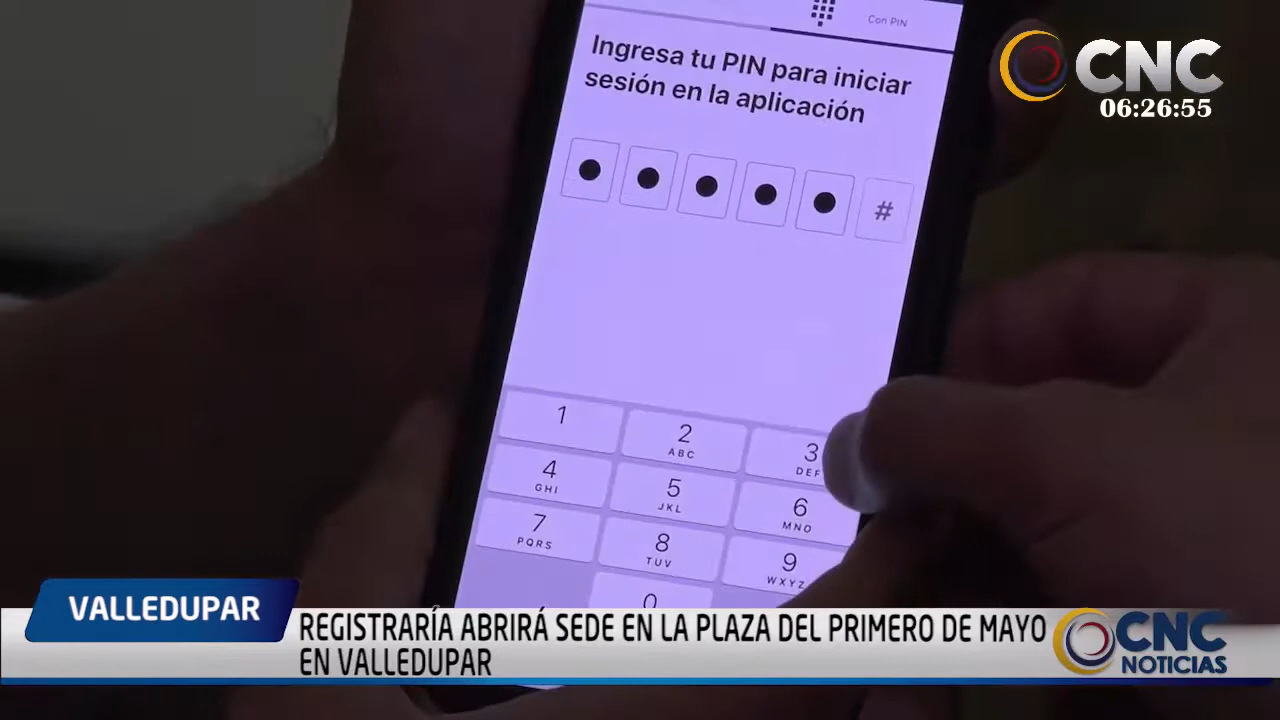 Con PIN
CNC
06:26:55
Ingresa tu PIN para iniciar
sesión en la aplicación
#
1
2
ABC
3
DEF
4
GHI
5
JKL
6
MNO
7
PQRS
8
TUV
9
WXYZ
0
VALLEDUPAR
REGISTRARÍA ABRIRÁ SEDE EN LA PLAZA DEL PRIMERO DE MAYO
EN VALLEDUPAR
CNC
NOTICIAS